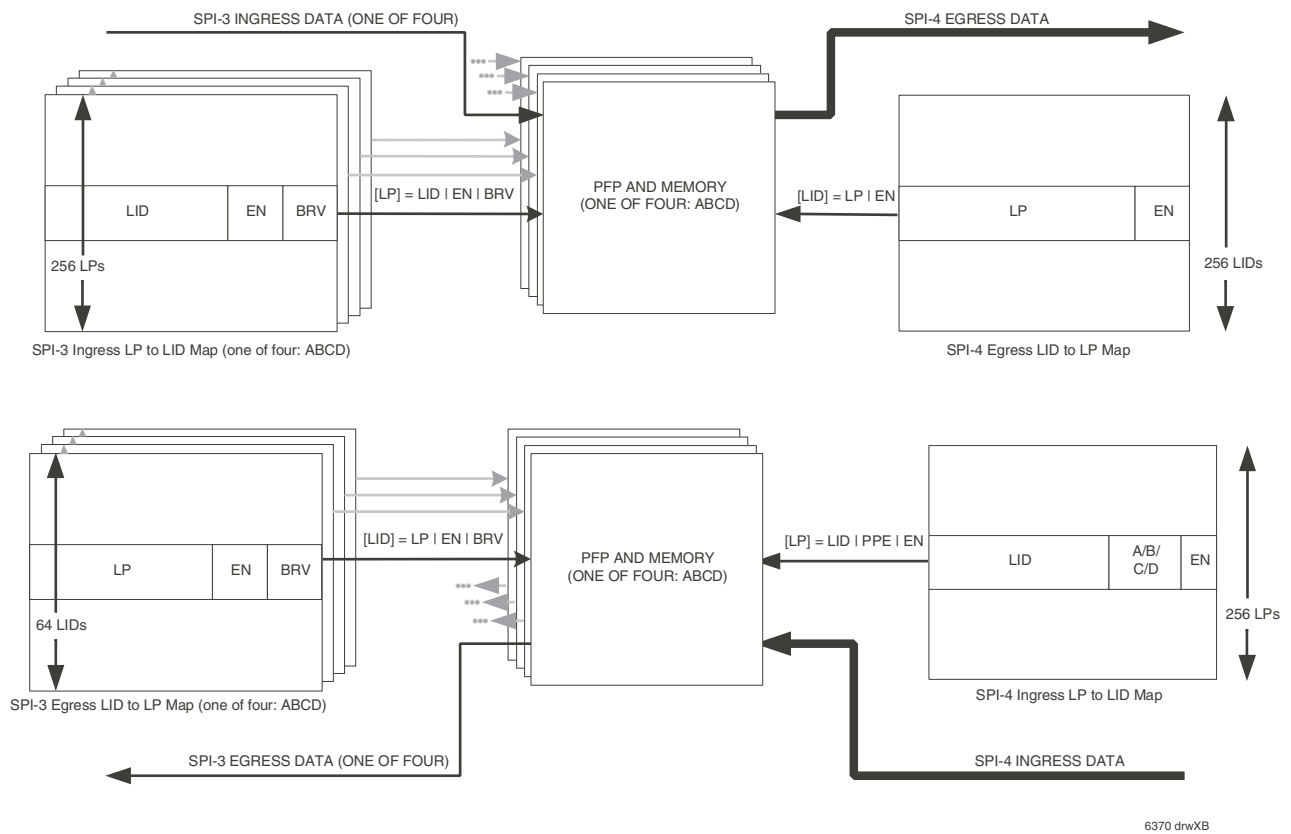 SPI-3 INGRESS DATA (ONE OF FOUR)
SPI-4 EGRESS DATA
LID
EN
BRV
256 LPs
[LP] = LID | EN | BRV
PFP AND MEMORY
(ONE OF FOUR: ABCD)
[LID] = LP | EN
LP
EN
256 LIDs
SPI-3 Ingress LP to LID Map (one of four: ABCD)
SPI-4 Egress LID to LP Map
LP
EN
BRV
64 LIDs
[LID] = LP | EN | BRV
PFP AND MEMORY
(ONE OF FOUR: ABCD)
[LP] = LID | PPE | EN
LID
A/B/
C/D
EN
256 LPs
SPI-3 Egress LID to LP Map (one of four: ABCD)
SPI-4 Ingress LP to LID Map
SPI-3 EGRESS DATA (ONE OF FOUR)
SPI-4 INGRESS DATA
6370 drwXB